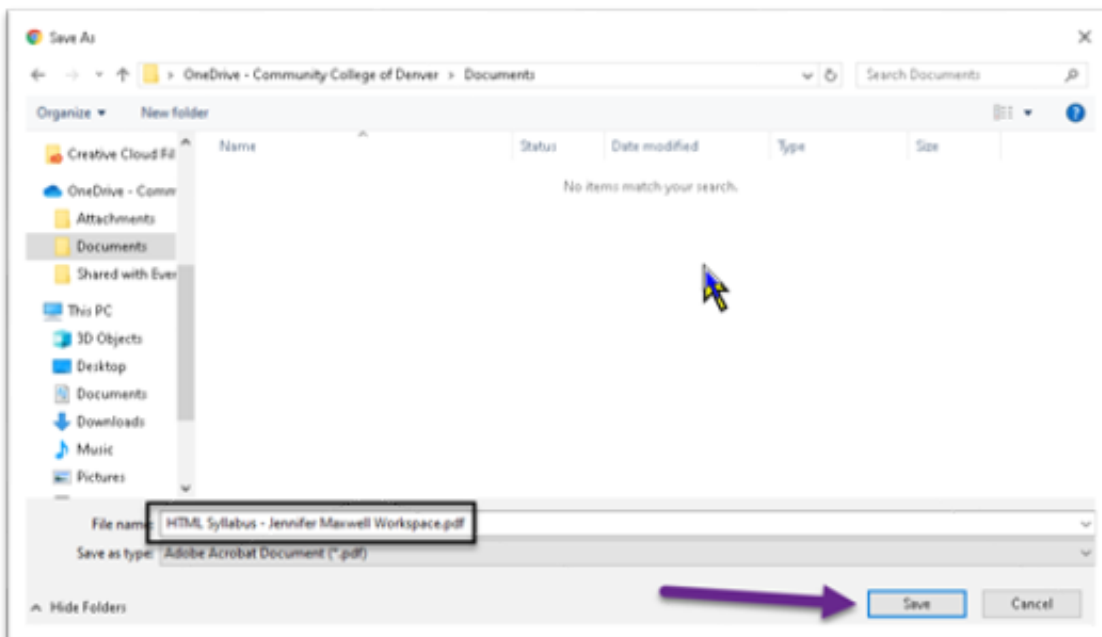 Save As
OneDrive - Community College of Denver > Documents
Search Documents
Organize
New folder
Name
Status
Date modified
Type
Size
No items match your search.
Creative Cloud Fil
OneDrive - Comm
Attachments
Documents
Shared with Ever
This PC
3D Objects
Desktop
Documents
Downloads
Music
Pictures
File name: HTML Syllabus - Jennifer Maxwell Workspace.pdf
Save as type: Adobe Acrobat Document (*.pdf)
Hide Folders
Save
Cancel